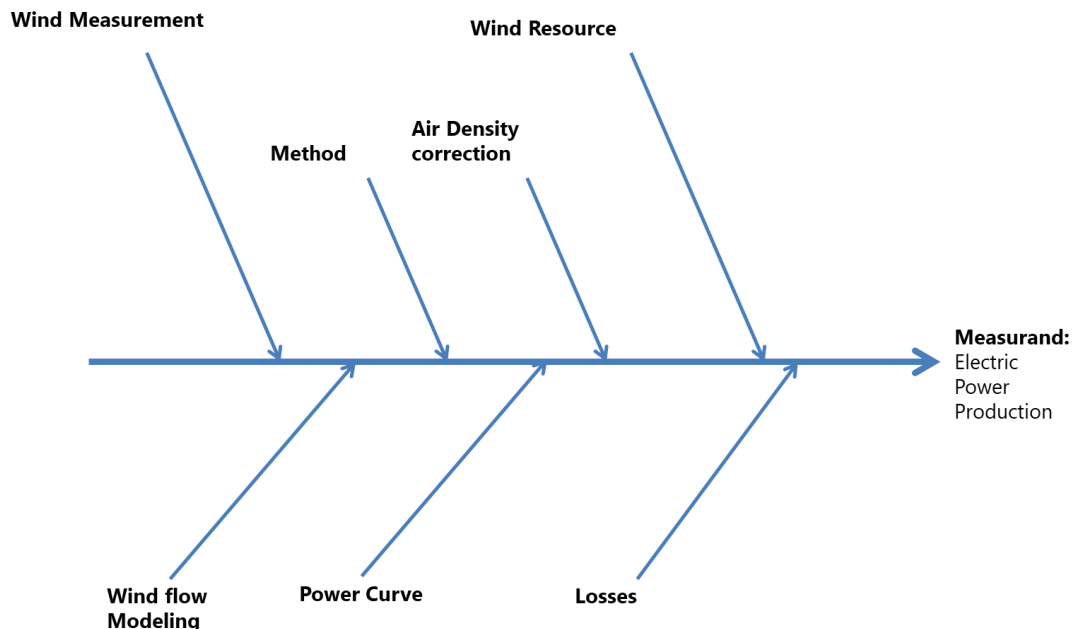 Wind Measurement
Wind Resource
Method
Air Density
correction
Measurand:
Electric
Power
Production
Wind flow
Modeling
Power Curve
Losses